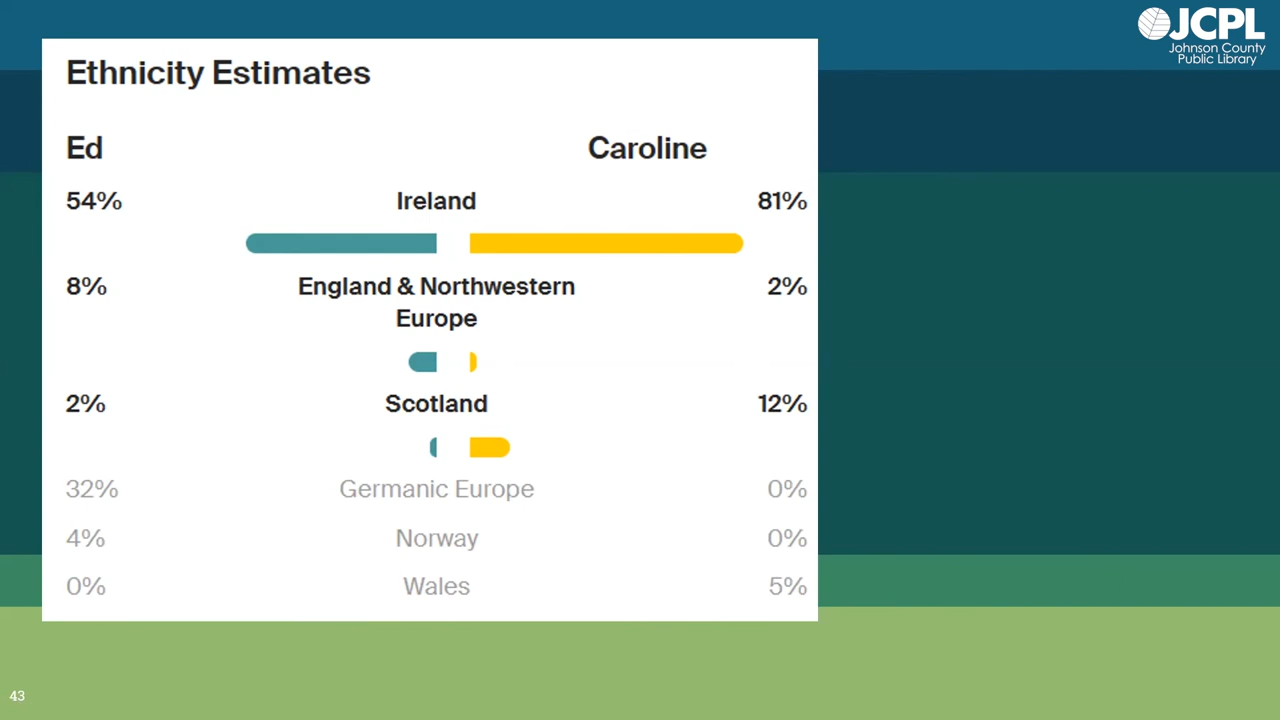 JCPL
Johnson County
Public Library
Ethnicity Estimates
Ed Caroline
54% Ireland 81%
8% England & Northwestern 2%
Europe
2% Scotland 12%
32% Germanic Europe 0%
4% Norway 0%
0% Wales 5%
43